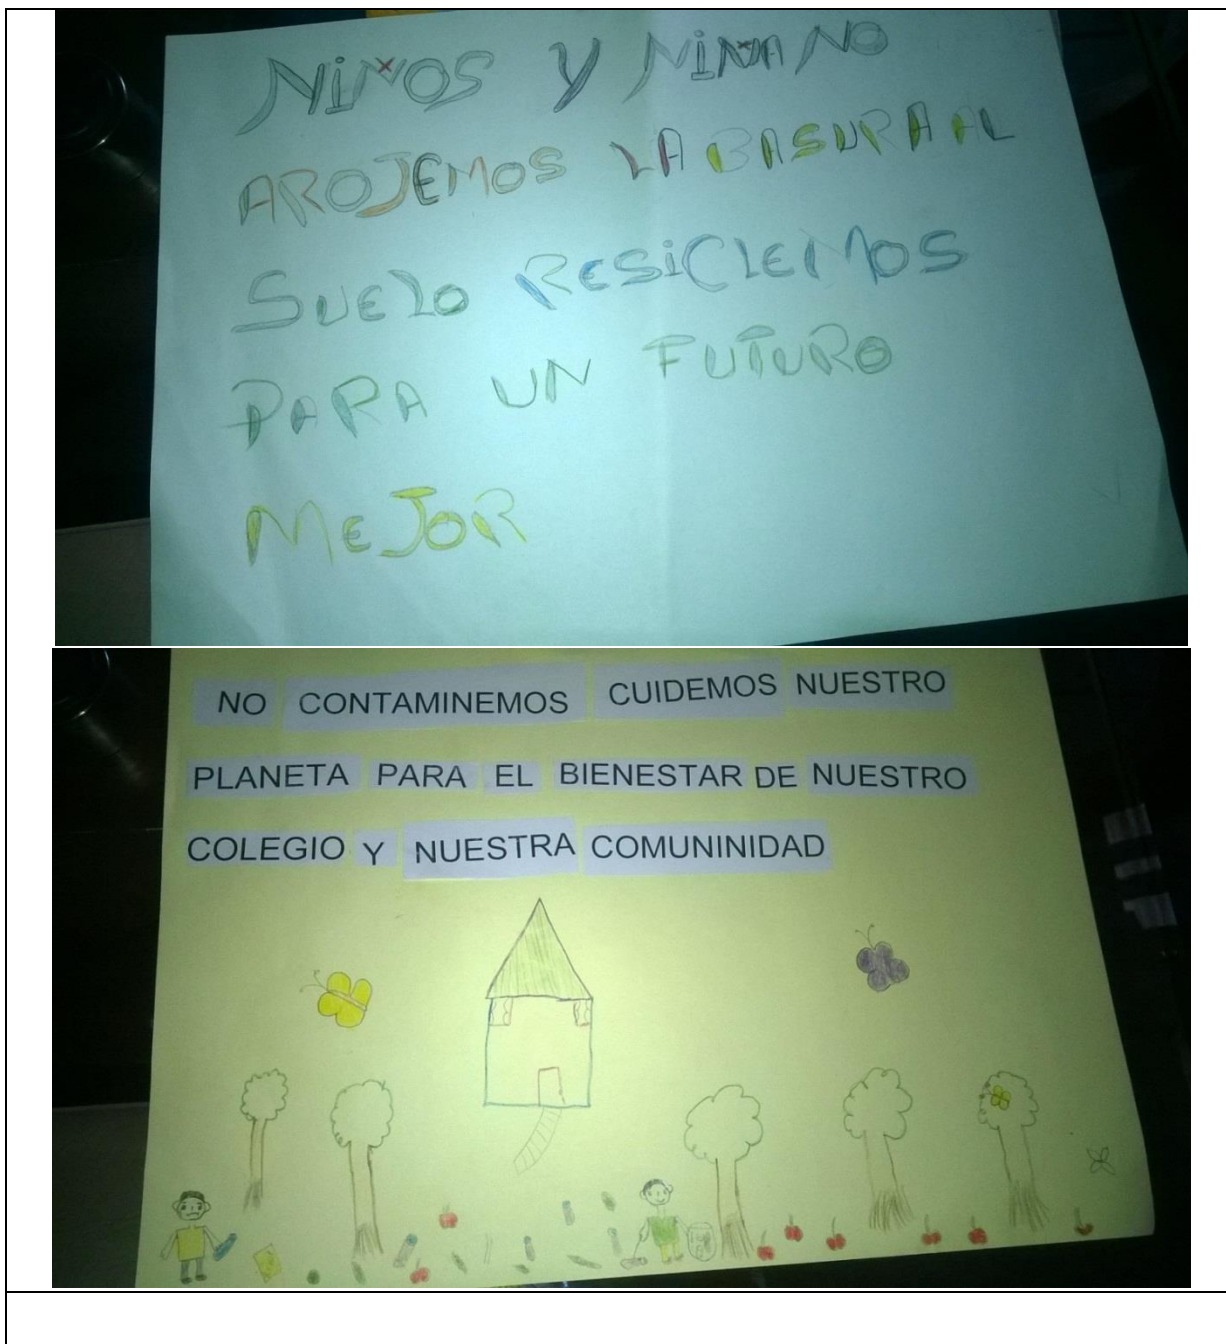 NIÑOS Y NIÑA NO
AROJEMOS LA BASURA AL
SUELO RESICLEMOS
PARA UN FUTURO
MEJOR
NO CONTAMINEMOS CUIDEMOS NUESTRO
PLANETA PARA EL BIENESTAR DE NUESTRO
COLEGIO Y NUESTRA COMUNINIDAD